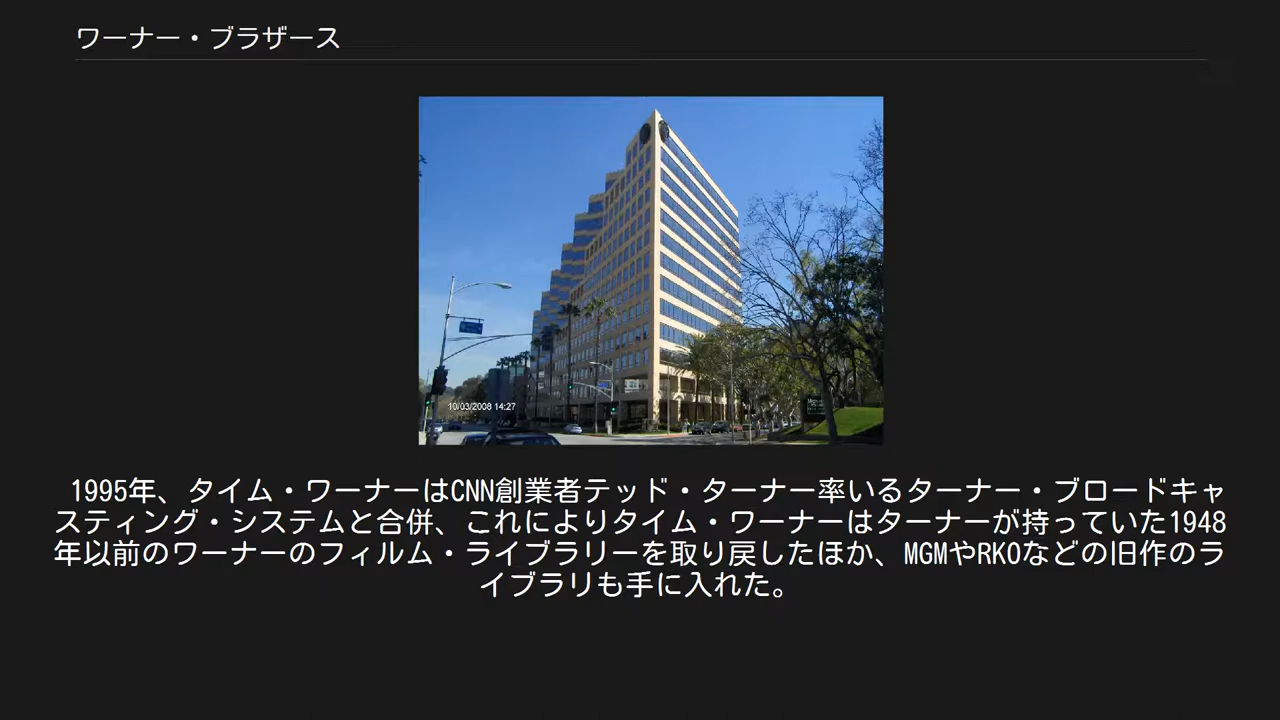 ワーナー・ブラザース
10/03/2008 14:27
1995年、タイム・ワーナーはCNN創業者テッド・ターナー率いるターナー・ブロードキャ
スティング・システムと合併、これによりタイム・ワーナーはターナーが持っていた1948
年以前のワーナーのフィルム・ライブラリーを取り戻したほか、MGMやRKOなどの旧作のラ
イブラリも手に入れた。